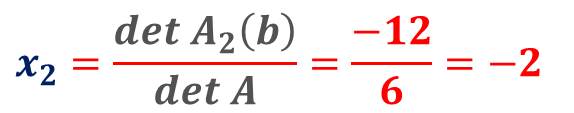 x₂ = det A₂(b) / det A = −12 / 6 = −2